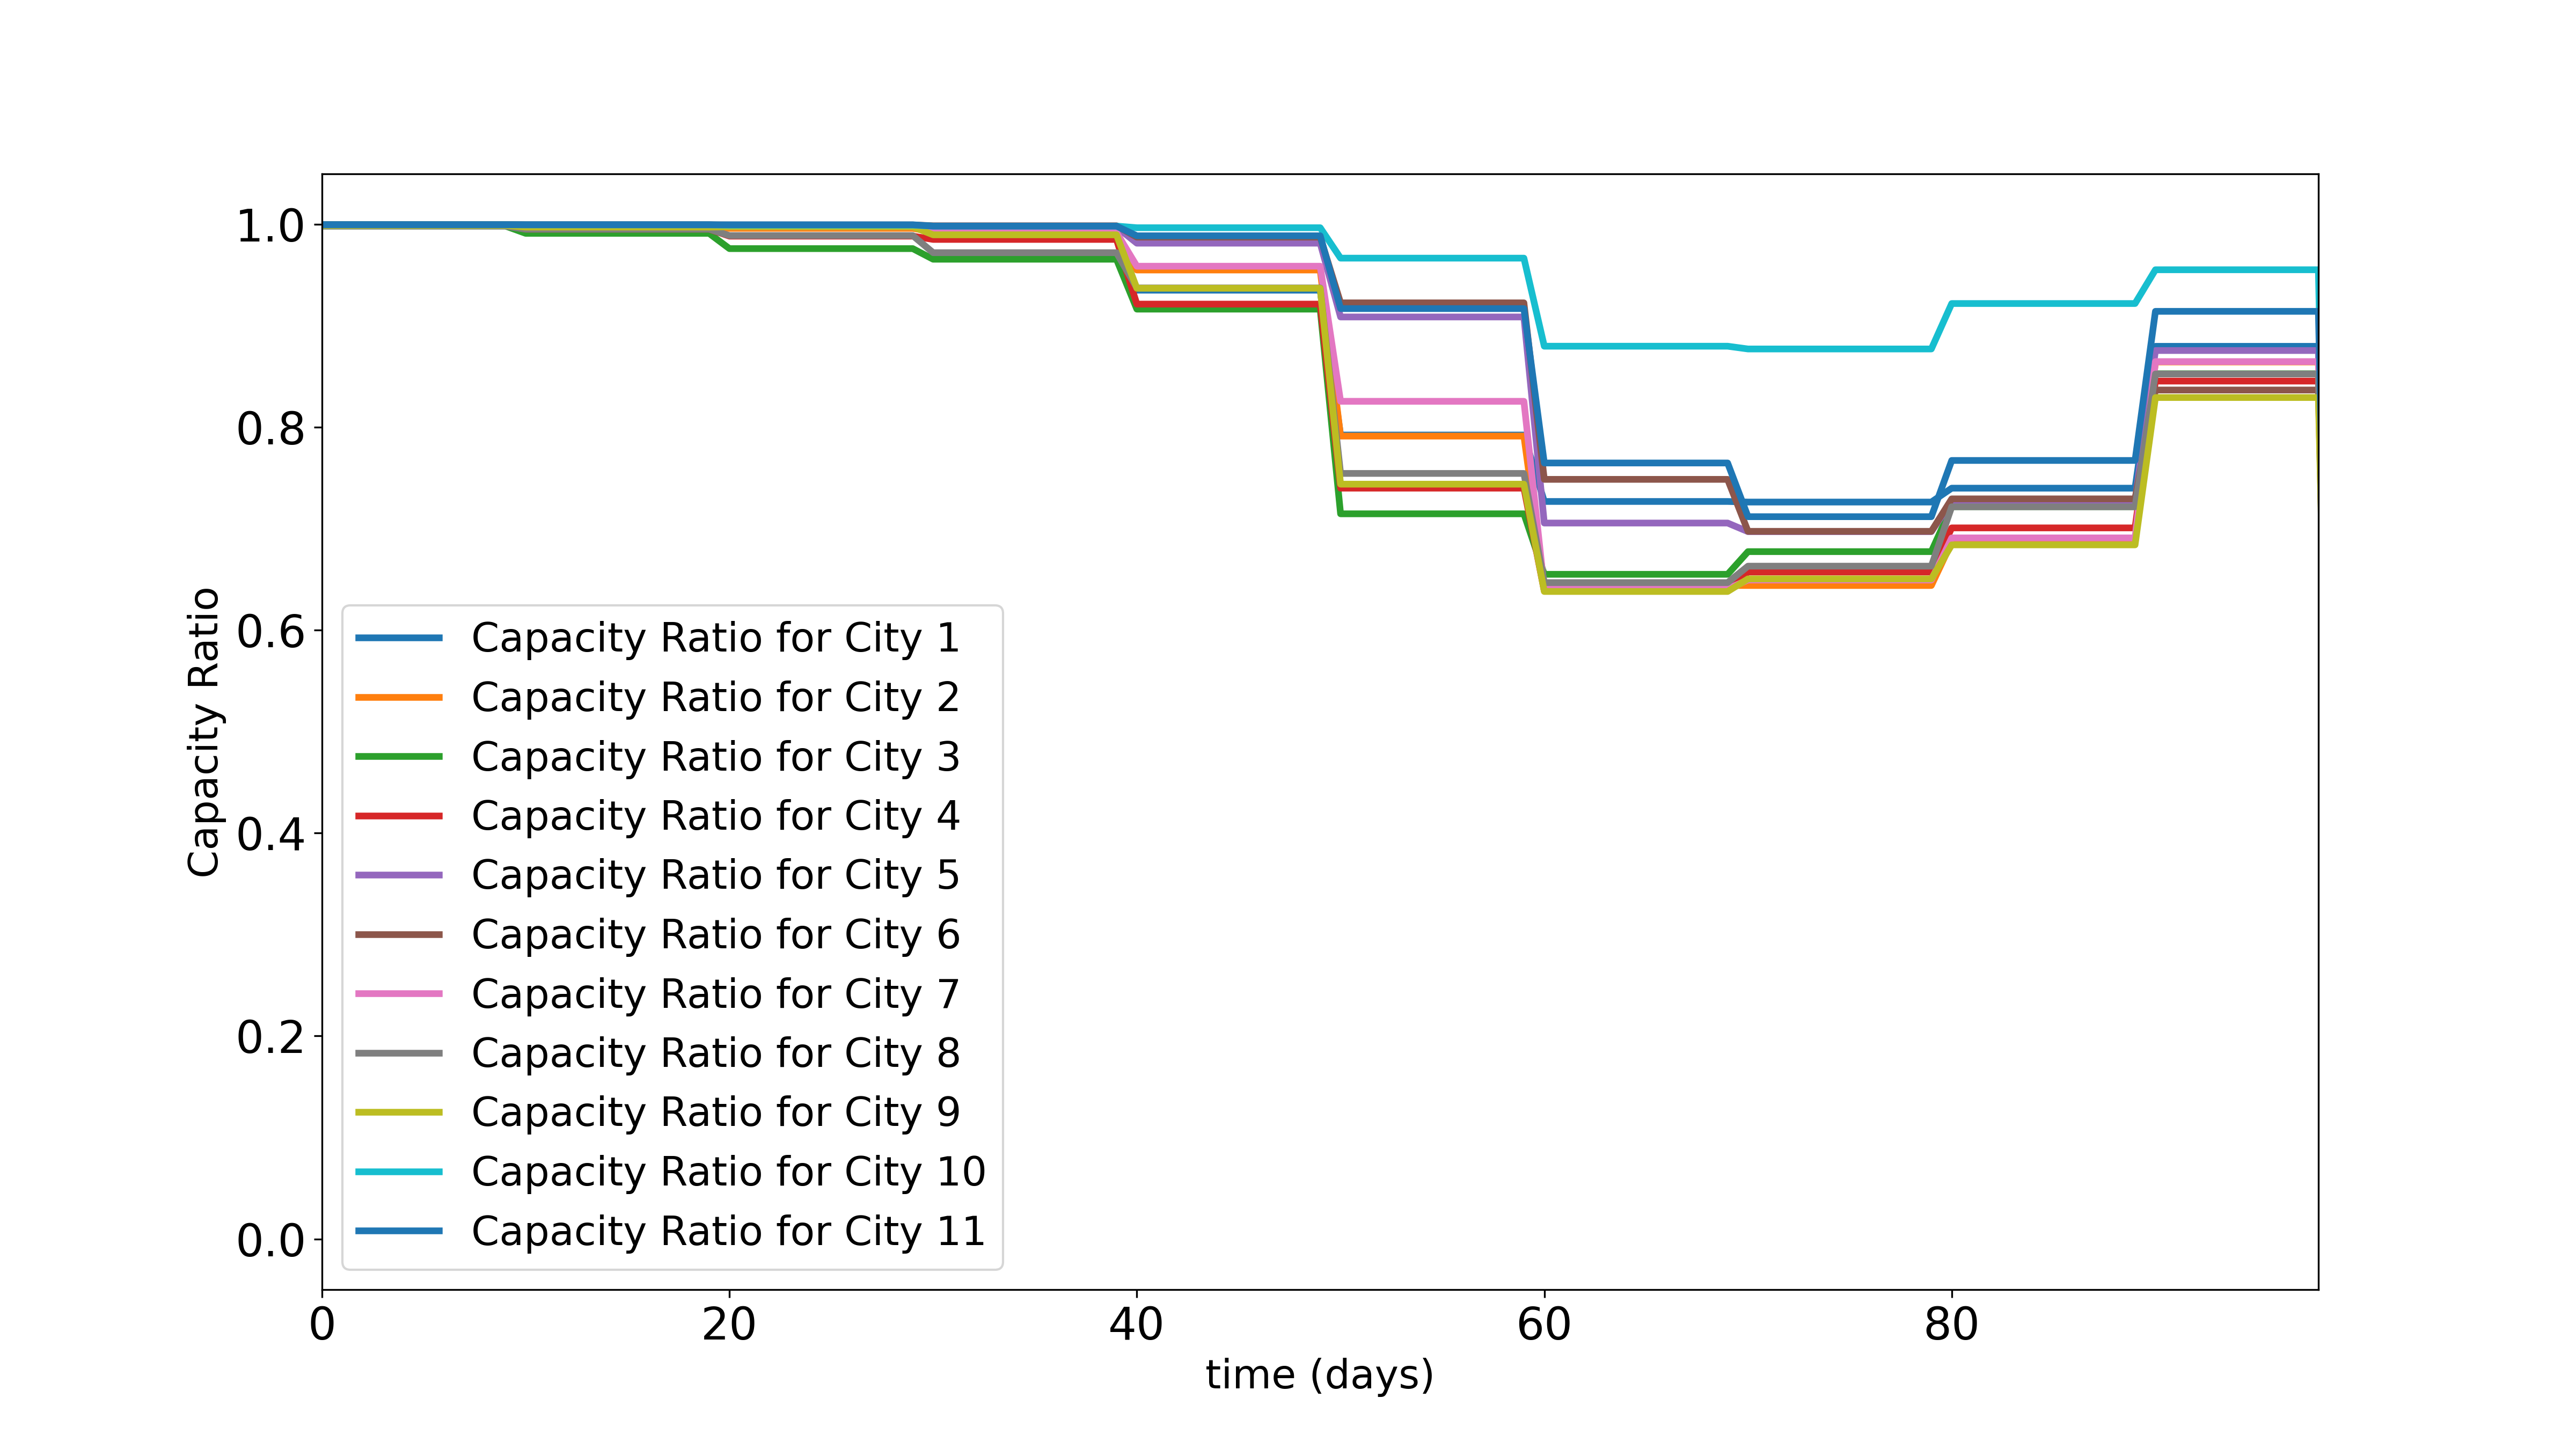 1.0
0.8
0.6
0.4
0.2
0.0
Capacity Ratio
Capacity Ratio for City 1
Capacity Ratio for City 2
Capacity Ratio for City 3
Capacity Ratio for City 4
Capacity Ratio for City 5
Capacity Ratio for City 6
Capacity Ratio for City 7
Capacity Ratio for City 8
Capacity Ratio for City 9
Capacity Ratio for City 10
Capacity Ratio for City 11
0 20 40 60 80
time (days)